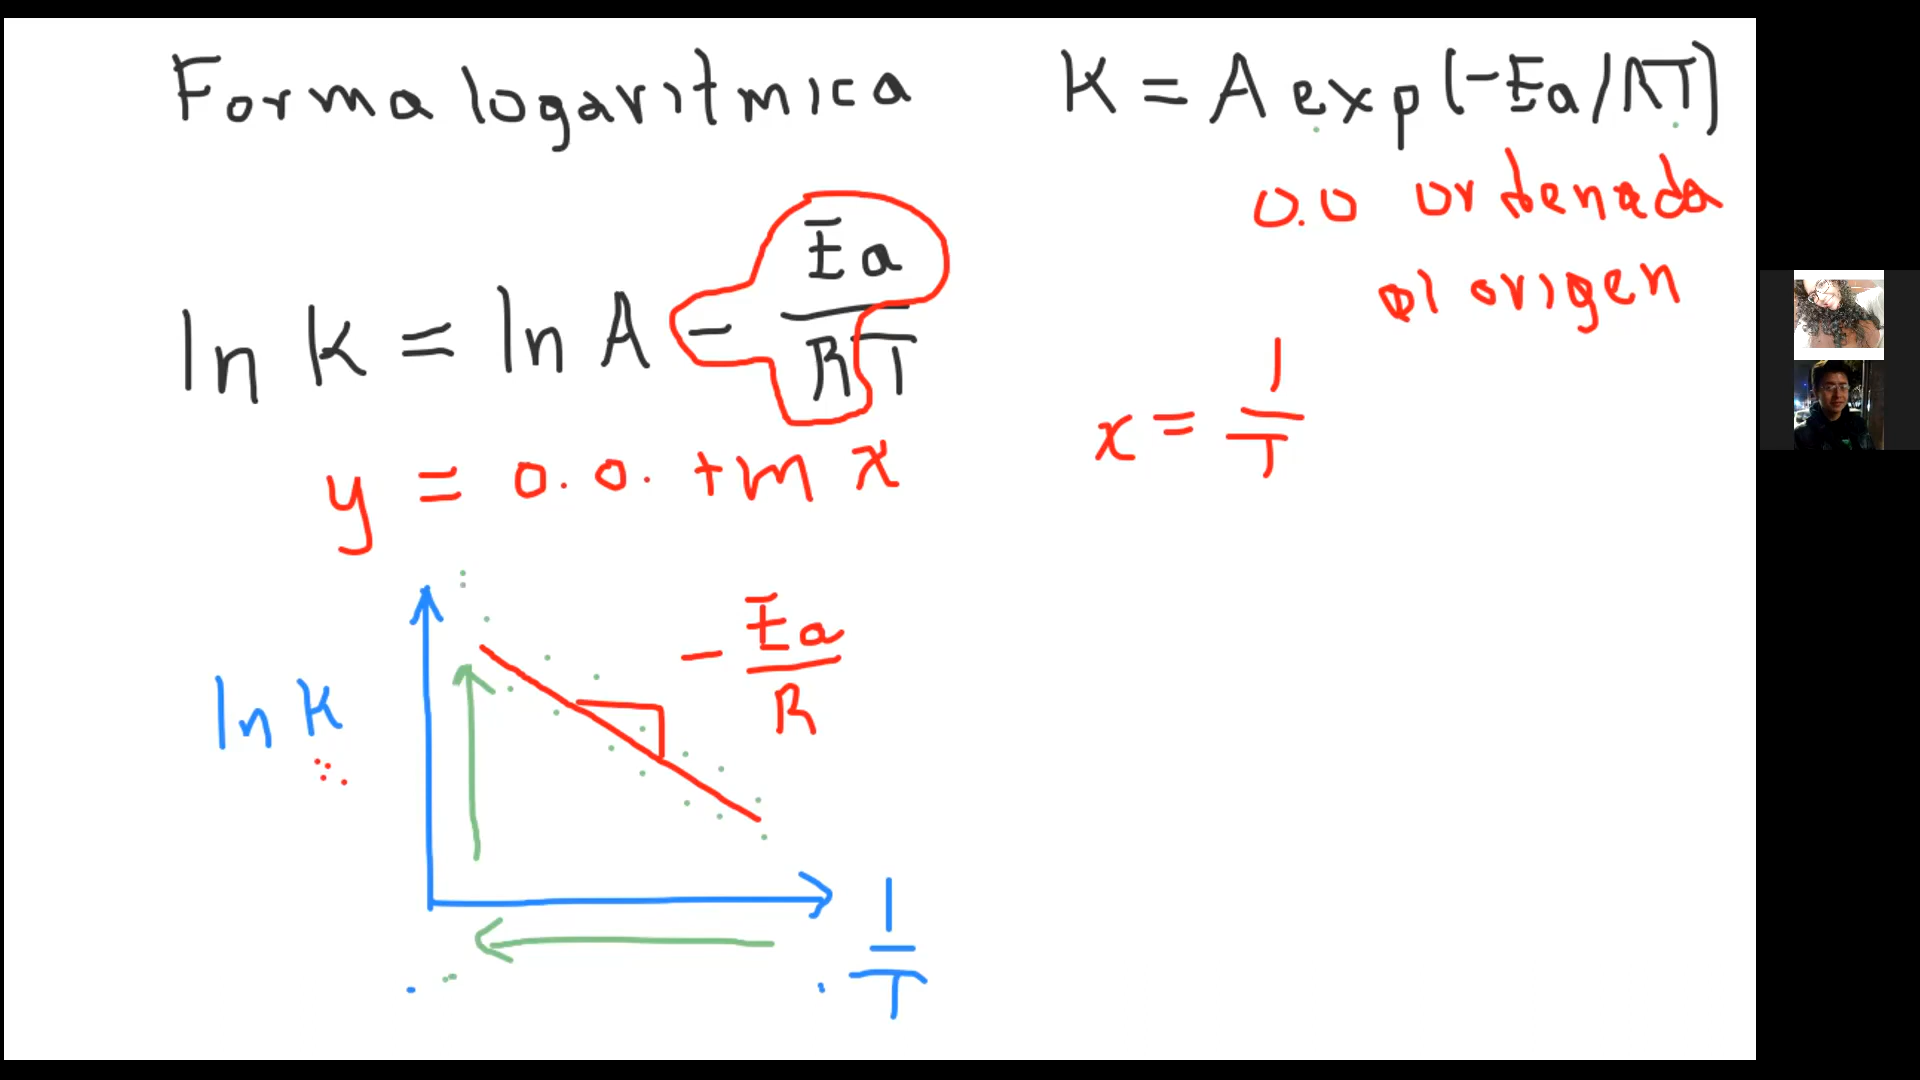 Forma logarítmica
K = A exp(-Ea/RT)
o.o ordenada
al origen
ln K = ln A - Ea/RT
x = 1/T
y = o.o. + m x
- Ea/R
ln K
1/T